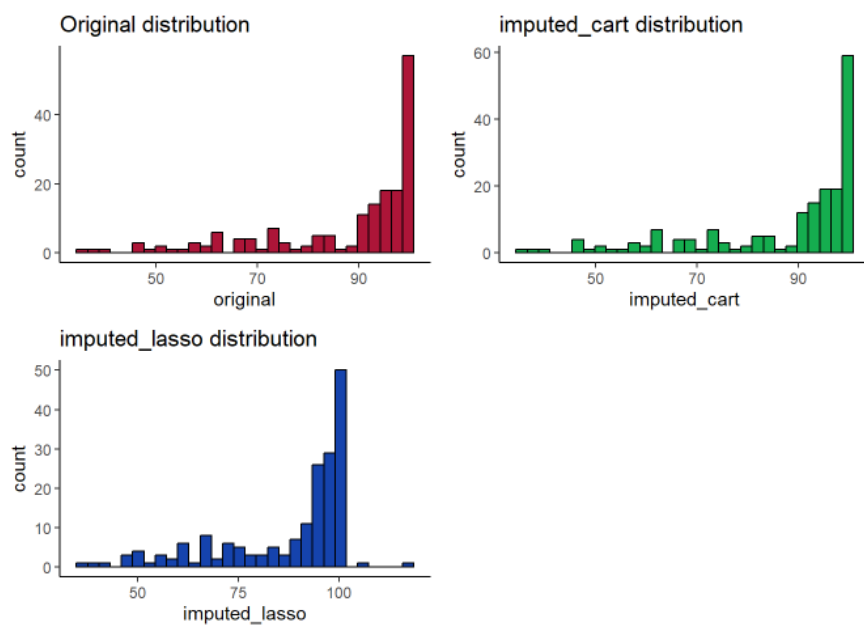 Original distribution
count
40
20
0
50
70
90
original
imputed_cart distribution
count
60
40
20
0
50
70
90
imputed_cart
imputed_lasso distribution
count
50
40
30
20
10
0
50
75
100
imputed_lasso